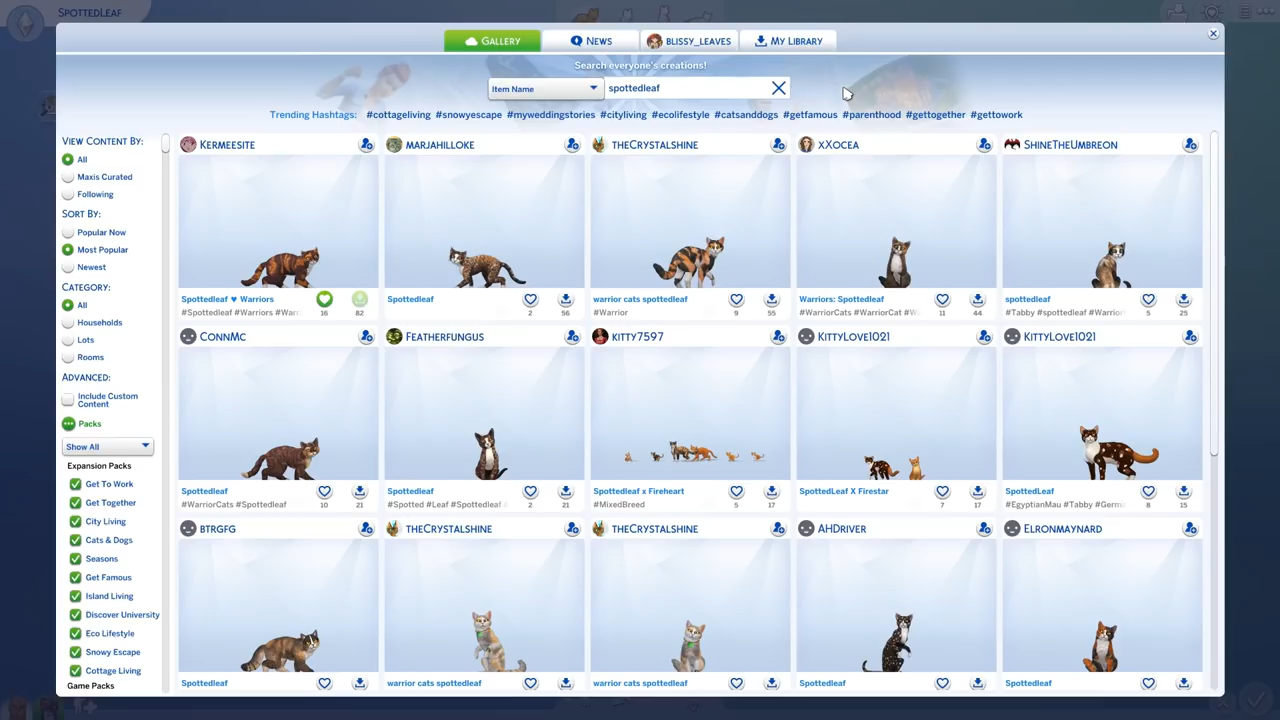 SpottedLeaf
Gallery
News
blissy_leaves
My Library
Search everyone's creations!
Item Name
spottedleaf
Trending Hashtags: #cottageliving #snowyescape #myweddingstories #cityliving #ecolifestyle #catsanddogs #getfamous #parenthood #gettogether #gettowork
View Content By:
All
Maxis Curated
Following
Sort By:
Popular Now
Most Popular
Newest
Category:
All
Households
Lots
Rooms
Advanced:
Include Custom
Content
Packs
Show All
Expansion Packs
Get To Work
Get Together
City Living
Cats & Dogs
Seasons
Get Famous
Island Living
Discover University
Eco Lifestyle
Snowy Escape
Cottage Living
Game Packs
Kermeesite
Spottedleaf ♥ Warriors
16
82
#Spottedleaf #Warriors #Warr
marjahilloke
Spottedleaf
2
56
TheCrystalShine
warrior cats spottedleaf
9
55
#Warrior
xXocea
Warriors: Spottedleaf
11
44
#WarriorCats #WarriorCat #W
ShineTheUmbreon
spottedleaf
5
25
#Tabby #spottedleaf #Warrior
ConnMc
Spottedleaf
10
21
#WarriorCats #Spottedleaf
Featherfungus
Spottedleaf
2
21
#Spotted #Leaf #Spottedleaf
kitty7597
Spottedleaf x Fireheart
5
17
#MixedBreed
KittyLove1021
SpottedLeaf X Firestar
7
17
KittyLove1021
SpottedLeaf
8
15
#EgyptianMau #Tabby #Germ
btrgfg
Spottedleaf
TheCrystalShine
warrior cats spottedleaf
TheCrystalShine
warrior cats spottedleaf
AHDriver
Spottedleaf
Elronmaynard
Spottedleaf